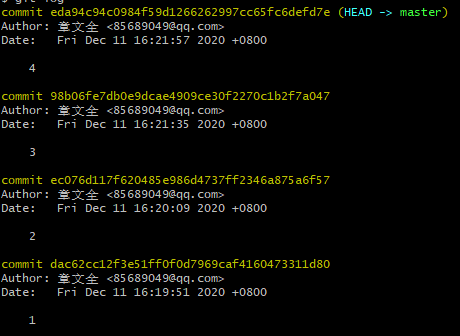 $ git log
commit eda94c94c0984f59d1266262997cc65fc6defd7e (HEAD -> master)
Author: 章文全 <85689049@qq.com>
Date:   Fri Dec 11 16:21:57 2020 +0800
4
commit 98b06fe7db0e9dcae4909ce30f2270c1b2f7a047
Author: 章文全 <85689049@qq.com>
Date:   Fri Dec 11 16:21:35 2020 +0800
3
commit ec076d117f620485e986d4737ff2346a875a6f57
Author: 章文全 <85689049@qq.com>
Date:   Fri Dec 11 16:20:09 2020 +0800
2
commit dac62cc12f3e51ff0f0d7969caf4160473311d80
Author: 章文全 <85689049@qq.com>
Date:   Fri Dec 11 16:19:51 2020 +0800
1